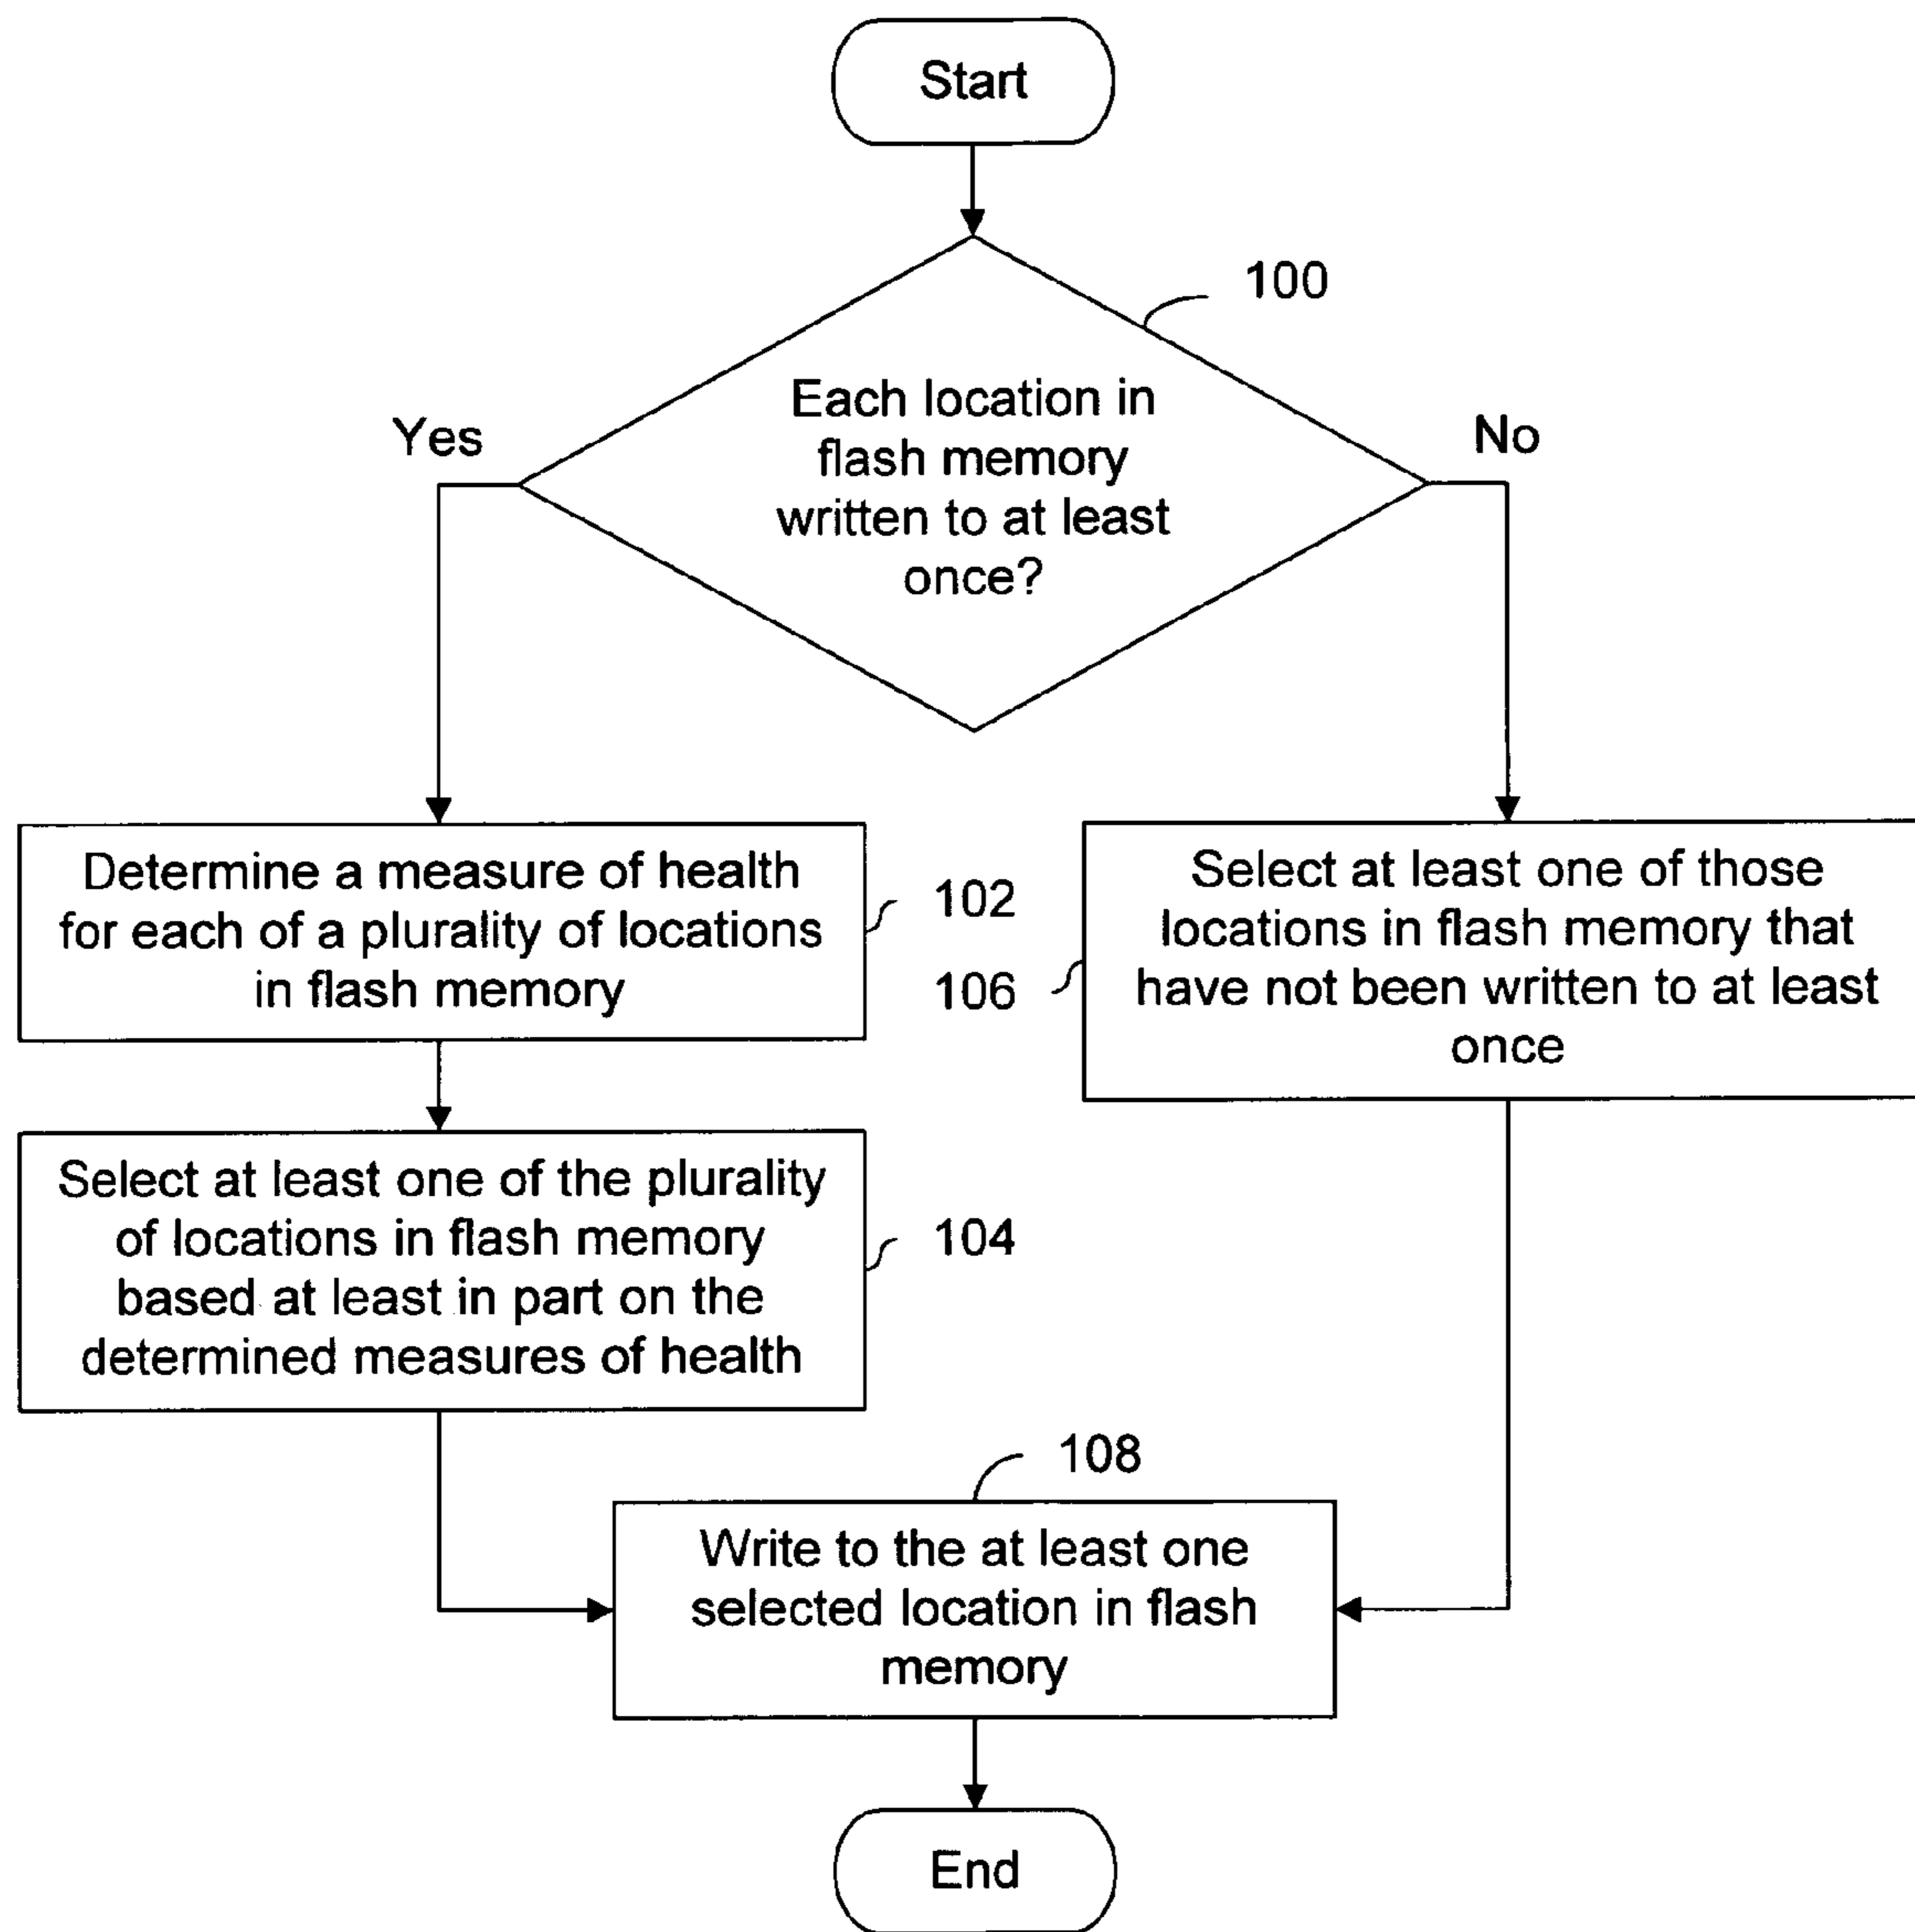 Start
100
Each location in
flash memory
written to at least
once?
Yes
No
Determine a measure of health
for each of a plurality of locations
in flash memory
102
106
Select at least one of those
locations in flash memory that
have not been written to at least
once
Select at least one of the plurality
of locations in flash memory
based at least in part on the
determined measures of health
104
108
Write to the at least one
selected location in flash
memory
End